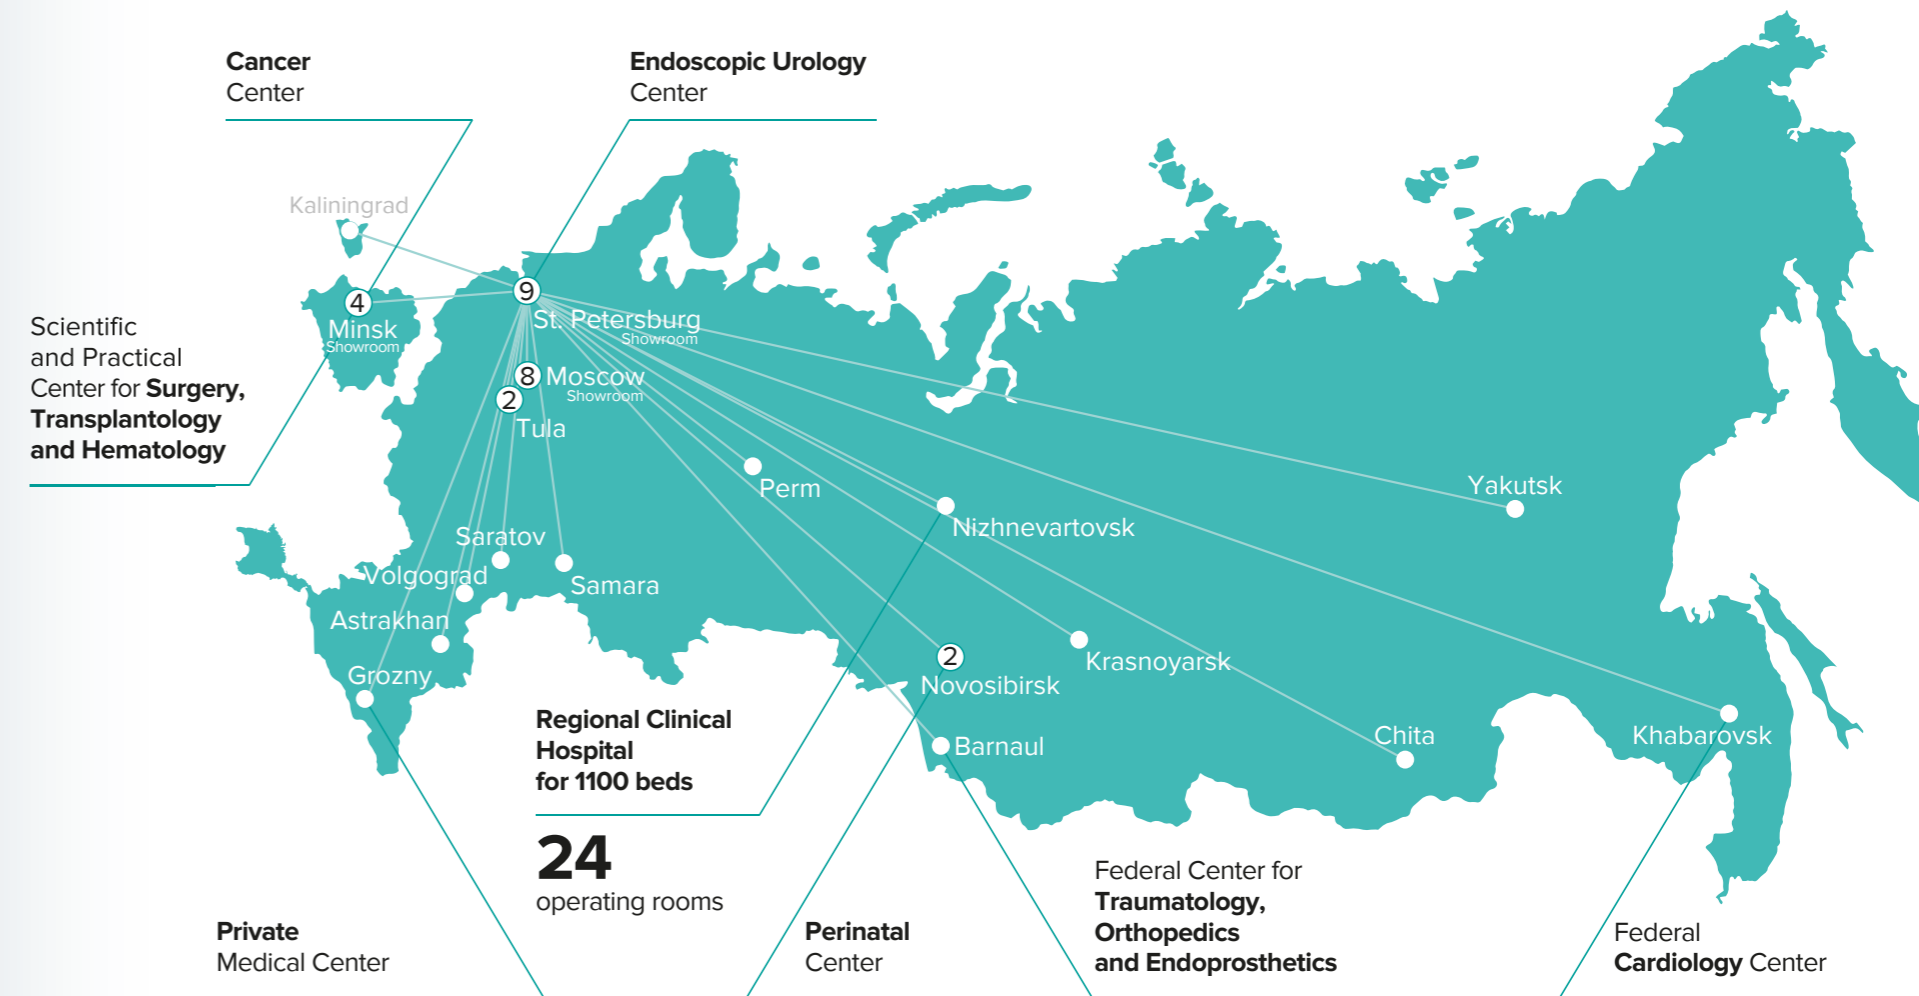 Cancer
Center
Endoscopic Urology
Center
Kaliningrad
4
Minsk
Showroom
9
St. Petersburg
Showroom
Scientific
and Practical
Center for Surgery,
Transplantology
and Hematology
8 Moscow
Showroom
2
Tula
Perm
Yakutsk
Nizhnevartovsk
Saratov
Volgograd
Samara
Astrakhan
Grozny
2
Novosibirsk
Krasnoyarsk
Barnaul
Chita
Khabarovsk
Regional Clinical
Hospital
for 1100 beds
24
operating rooms
Private
Medical Center
Perinatal
Center
Federal Center for
Traumatology,
Orthopedics
and Endoprosthetics
Federal
Cardiology Center